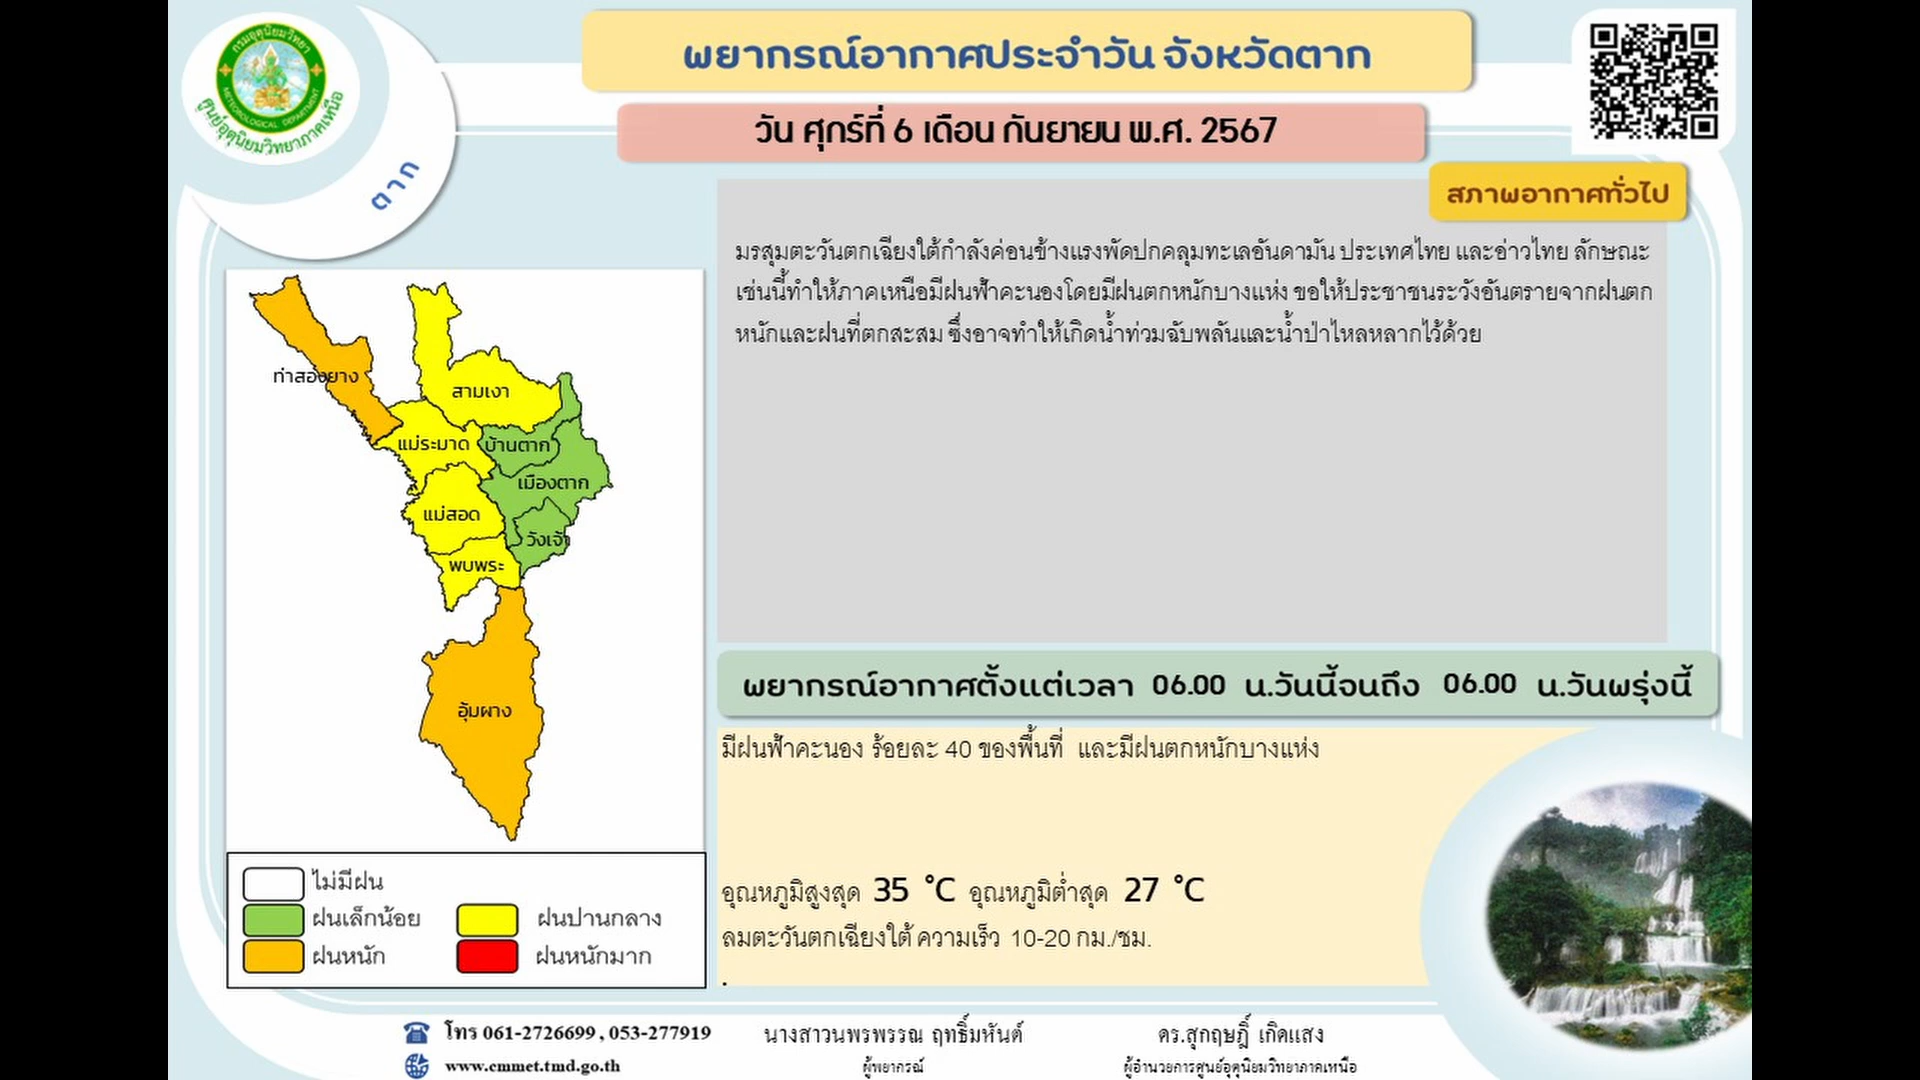 กรมอุตุนิยมวิทยา
METEOROLOGICAL DEPARTMENT
ศูนย์อุตุนิยมวิทยาภาคเหนือ
ตาก
พยากรณ์อากาศประจำวัน จังหวัดตาก
วัน ศุกร์ที่ 6 เดือน กันยายน พ.ศ. 2567
สภาพอากาศทั่วไป
มรสุมตะวันตกเฉียงใต้กำลังค่อนข้างแรงพัดปกคลุมทะเลอันดามัน ประเทศไทย และอ่าวไทย ลักษณะ
เช่นนี้ทำให้ภาคเหนือมีฝนฟ้าคะนองโดยมีฝนตกหนักบางแห่ง ขอให้ประชาชนระวังอันตรายจากฝนตก
หนักและฝนที่ตกสะสม ซึ่งอาจทำให้เกิดน้ำท่วมฉับพลันและน้ำป่าไหลหลากไว้ด้วย
ท่าสองยาง
สามเงา
แม่ระมาด
บ้านตาก
เมืองตาก
แม่สอด
วังเจ้า
พบพระ
อุ้มผาง
ไม่มีฝน
ฝนเล็กน้อย ฝนปานกลาง
ฝนหนัก ฝนหนักมาก
พยากรณ์อากาศตั้งแต่เวลา 06.00 น.วันนี้จนถึง 06.00 น.วันพรุ่งนี้
มีฝนฟ้าคะนอง ร้อยละ 40 ของพื้นที่ และมีฝนตกหนักบางแห่ง
อุณหภูมิสูงสุด 35 °C อุณหภูมิต่ำสุด 27 °C
ลมตะวันตกเฉียงใต้ ความเร็ว 10-20 กม./ชม.
.
โทร 061-2726699 , 053-277919
www.cmmet.tmd.go.th
นางสาวนพรพรรณ ฤทธิ์มหันต์
ผู้พยากรณ์
ดร.สุกฤษฎิ์ เกิดแสง
ผู้อำนวยการศูนย์อุตุนิยมวิทยาภาคเหนือ